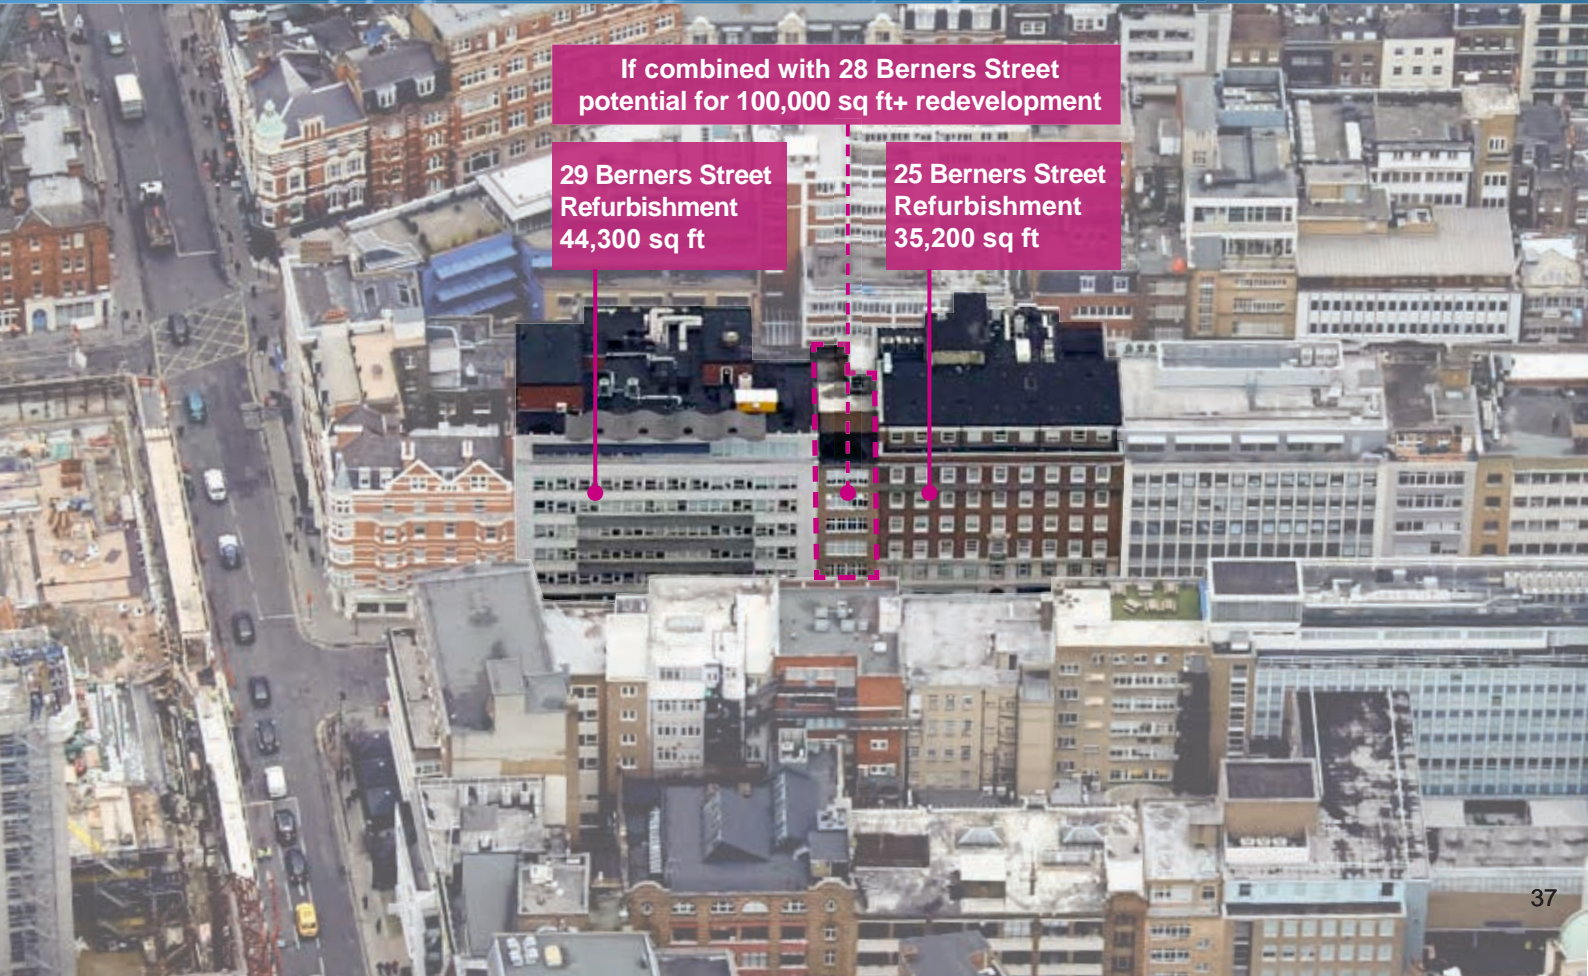 If combined with 28 Berners Street
potential for 100,000 sq ft+ redevelopment
29 Berners Street
Refurbishment
44,300 sq ft
25 Berners Street
Refurbishment
35,200 sq ft
37